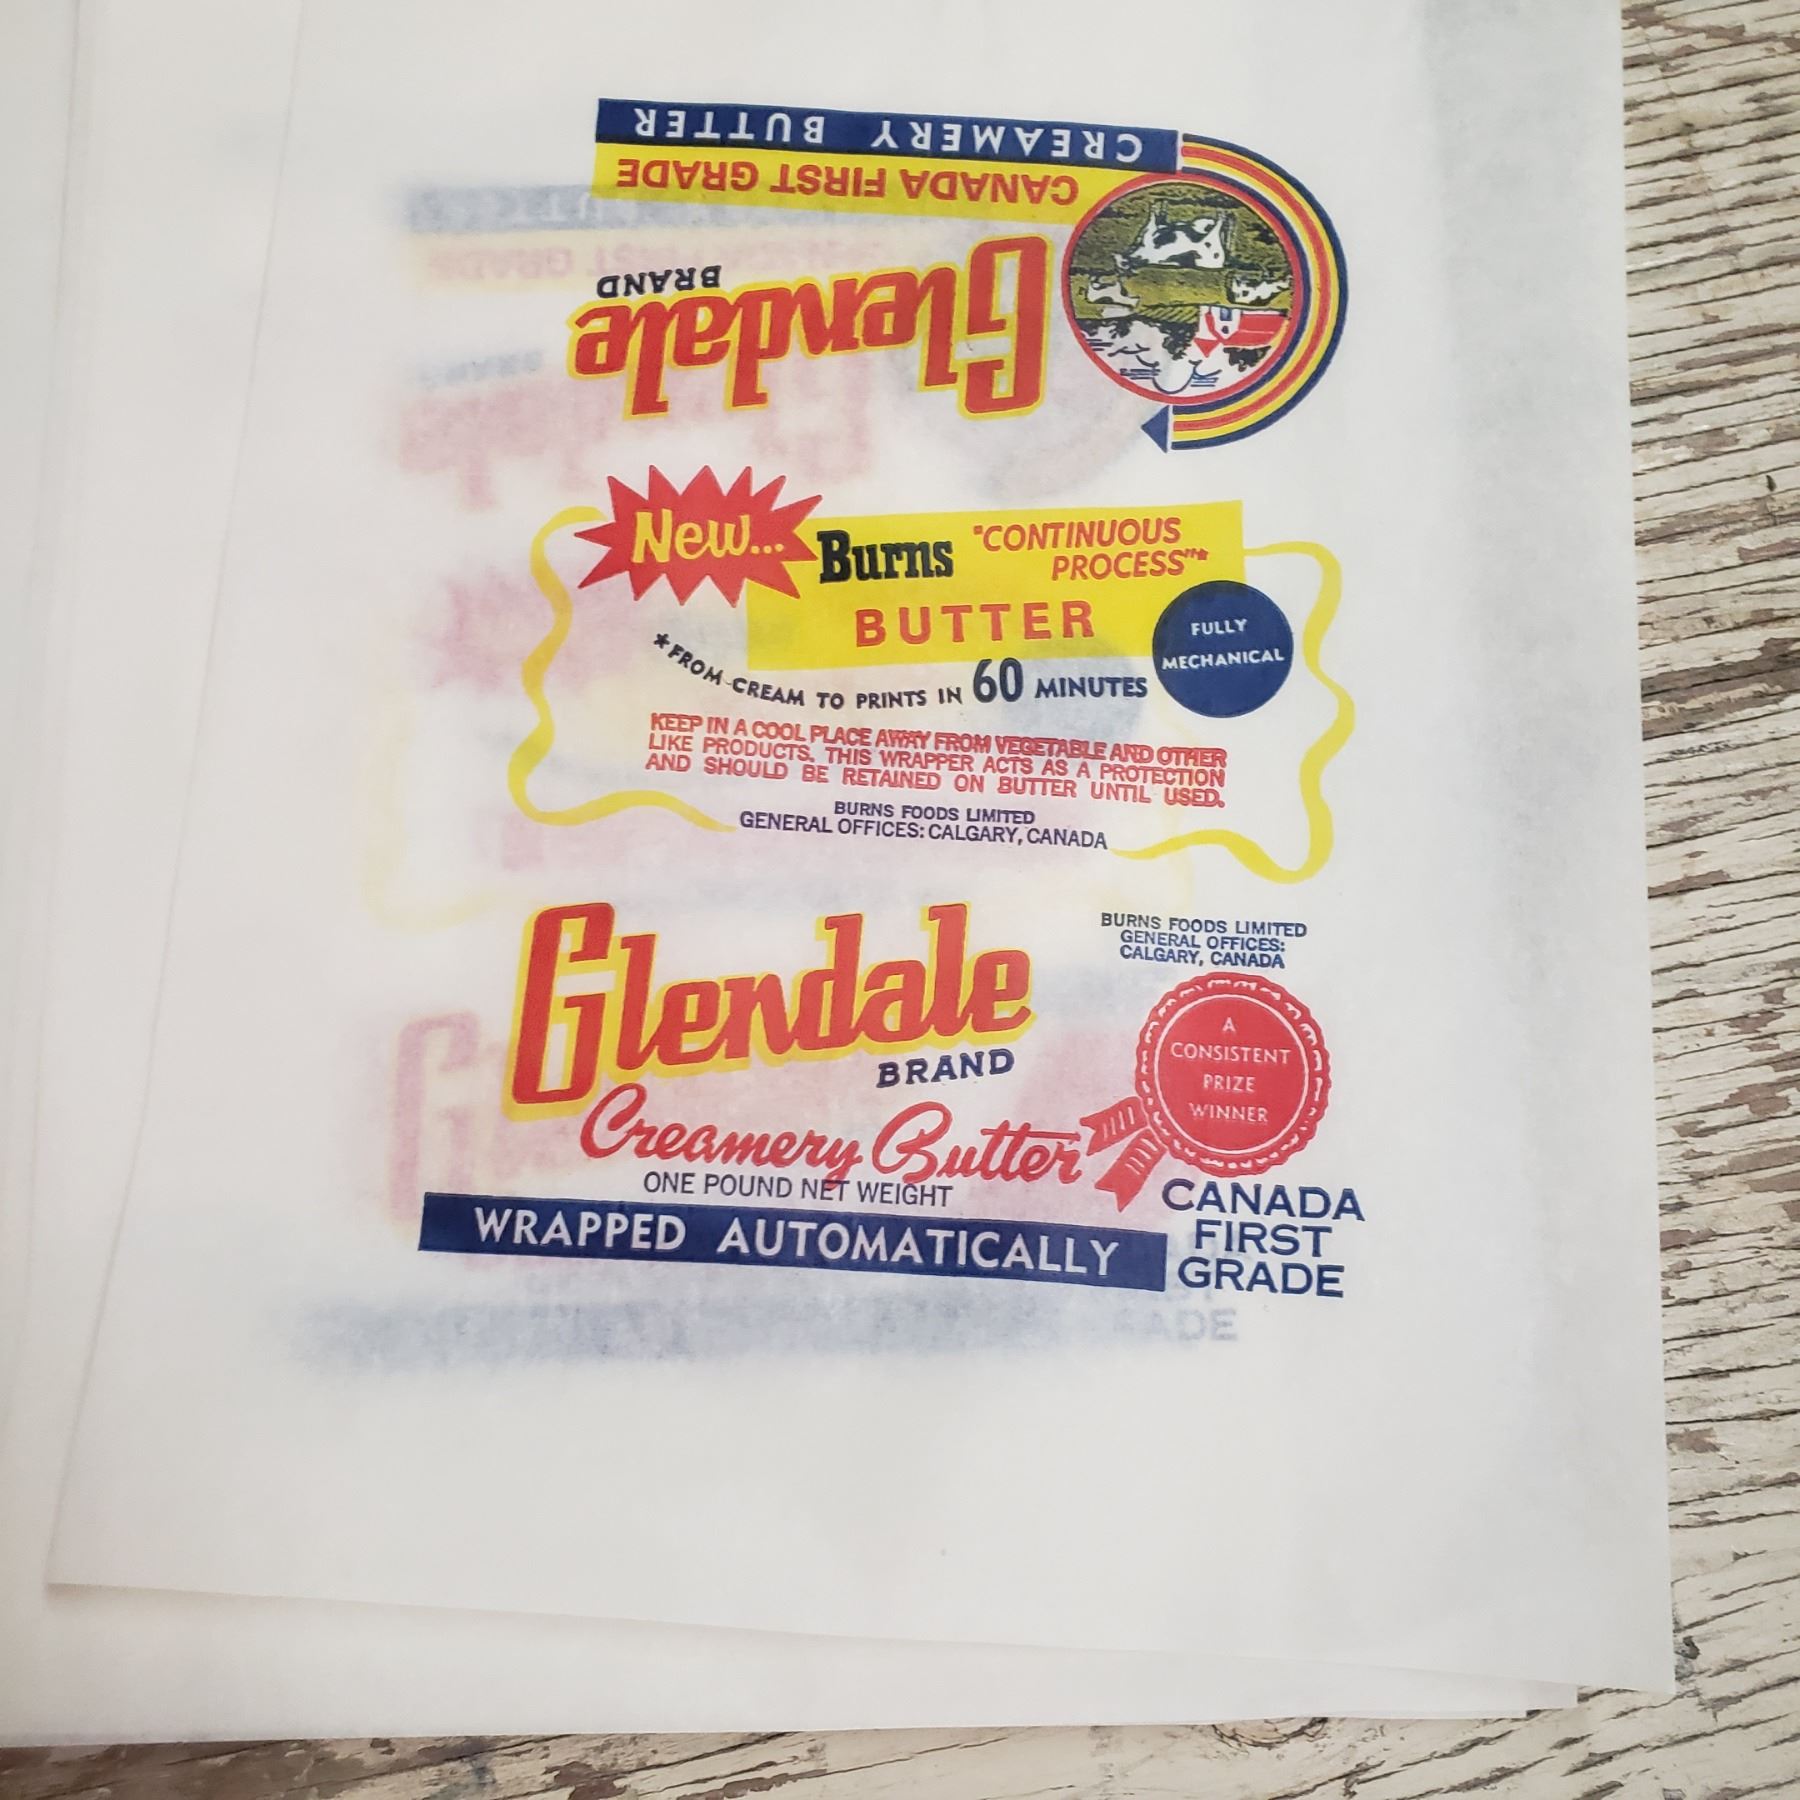 CREAMERY BUTTER
CANADA FIRST GRADE
Glendale
BRAND
New...
Burns
"CONTINUOUS
PROCESS"*
BUTTER
FULLY
MECHANICAL
*FROM CREAM TO PRINTS IN 60 MINUTES
KEEP IN A COOL PLACE AWAY FROM VEGETABLE AND OTHER
LIKE PRODUCTS. THIS WRAPPER ACTS AS A PROTECTION
AND SHOULD BE RETAINED ON BUTTER UNTIL USED.
BURNS FOODS LIMITED
GENERAL OFFICES: CALGARY, CANADA
Glendale
BRAND
Creamery Butter
ONE POUND NET WEIGHT
WRAPPED AUTOMATICALLY
BURNS FOODS LIMITED
GENERAL OFFICES:
CALGARY, CANADA
A
CONSISTENT
PRIZE
WINNER
CANADA
FIRST
GRADE